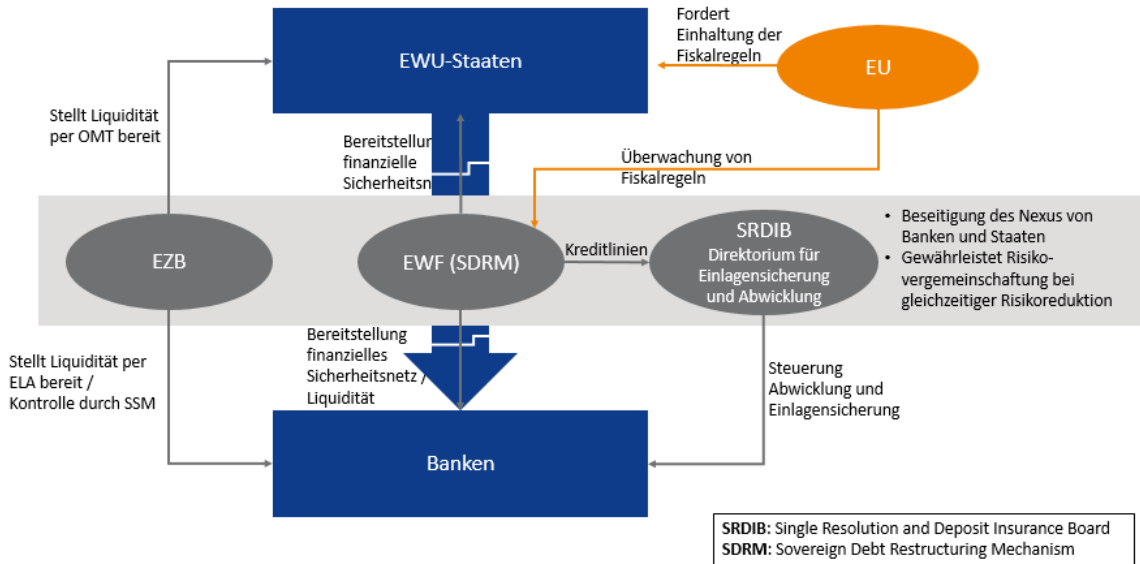 Fordert
Einhaltung der
Fiskalregeln
EWU-Staaten
EU
Stellt Liquidität
per OMT bereit
Bereitstellur
finanzielle
Sicherheitsn
Überwachung von
Fiskalregeln
EZB
EWF (SDRM)
Kreditlinien
SRDIB
Direktorium für
Einlagensicherung
und Abwicklung
• Beseitigung des Nexus von
Banken und Staaten
• Gewährleistet Risiko-
vergemeinschaftung bei
gleichzeitiger Risikoreduktion
Stellt Liquidität per
ELA bereit /
Kontrolle durch SSM
Bereitstellung
finanzielles
Sicherheitsnetz /
Liquidität
Steuerung
Abwicklung und
Einlagensicherung
Banken
SRDIB: Single Resolution and Deposit Insurance Board
SDRM: Sovereign Debt Restructuring Mechanism